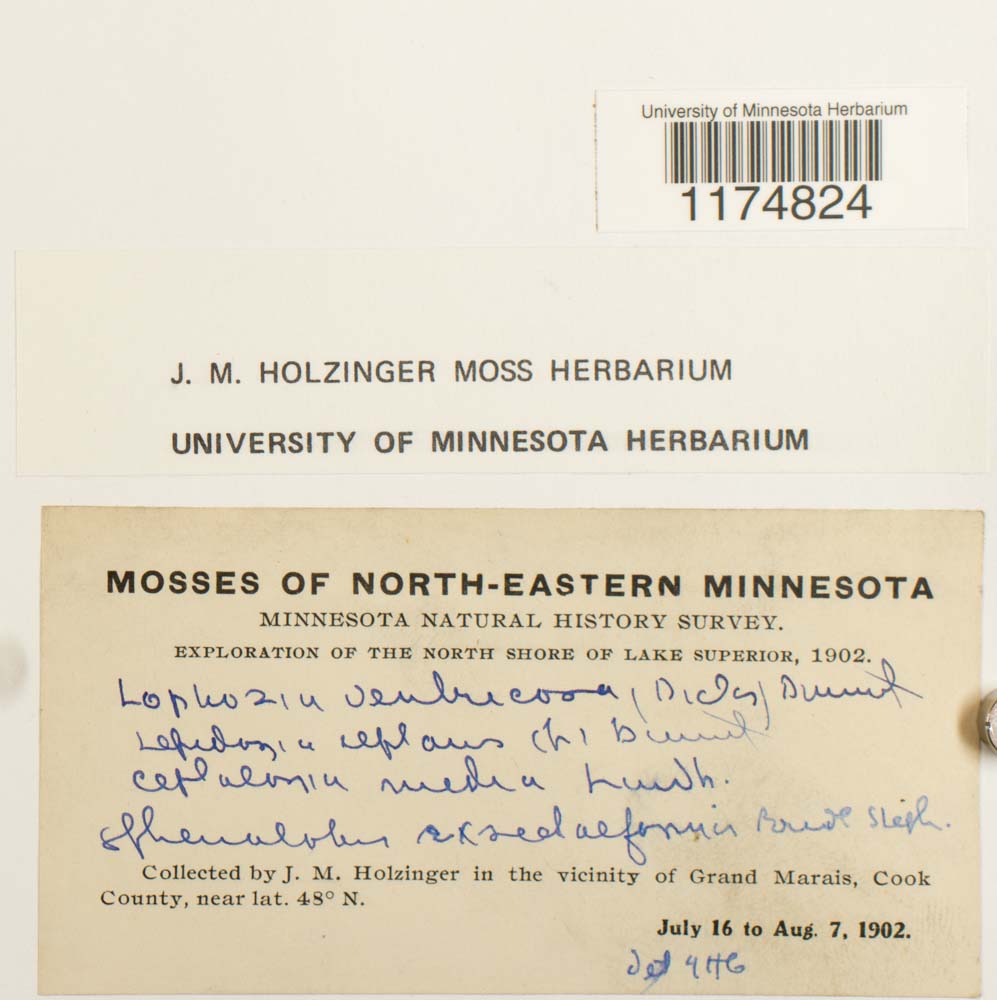 University of Minnesota Herbarium
1174824
J. M. HOLZINGER MOSS HERBARIUM
UNIVERSITY OF MINNESOTA HERBARIUM
MOSSES OF NORTH-EASTERN MINNESOTA
MINNESOTA NATURAL HISTORY SURVEY.
EXPLORATION OF THE NORTH SHORE OF LAKE SUPERIOR, 1902.
Lophozia ventricosa (Dicks) Dumort
Lepidozia reptans (L) Dumort
Cephalozia media Lindb.
Sphenolobus exsectaeformis Breidl Steph.
Collected by J. M. Holzinger in the vicinity of Grand Marais, Cook
County, near lat. 48° N.
July 16 to Aug. 7, 1902.
Det